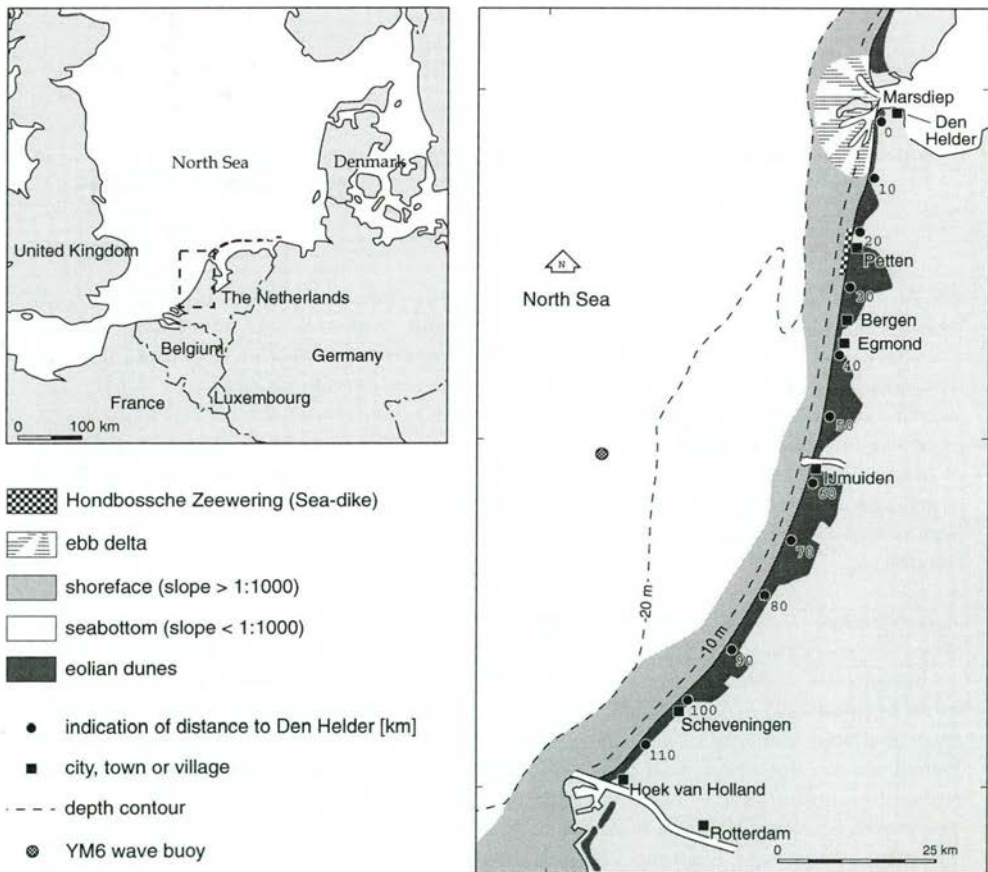 North Sea
Denmark
United Kingdom
The Netherlands
Belgium
Germany
France
Luxembourg
0 100 km
Hondbossche Zeewering (Sea-dike)
ebb delta
shoreface (slope > 1:1000)
seabottom (slope < 1:1000)
eolian dunes
indication of distance to Den Helder [km]
city, town or village
depth contour
YM6 wave buoy
Marsdiep
Den
Helder
0
10
20
Petten
N
North Sea
30
Bergen
Egmond
40
50
IJmuiden
60
70
-20 m-
80
-10 m
90
100
Scheveningen
110
Hoek van Holland
Rotterdam
0 25 km